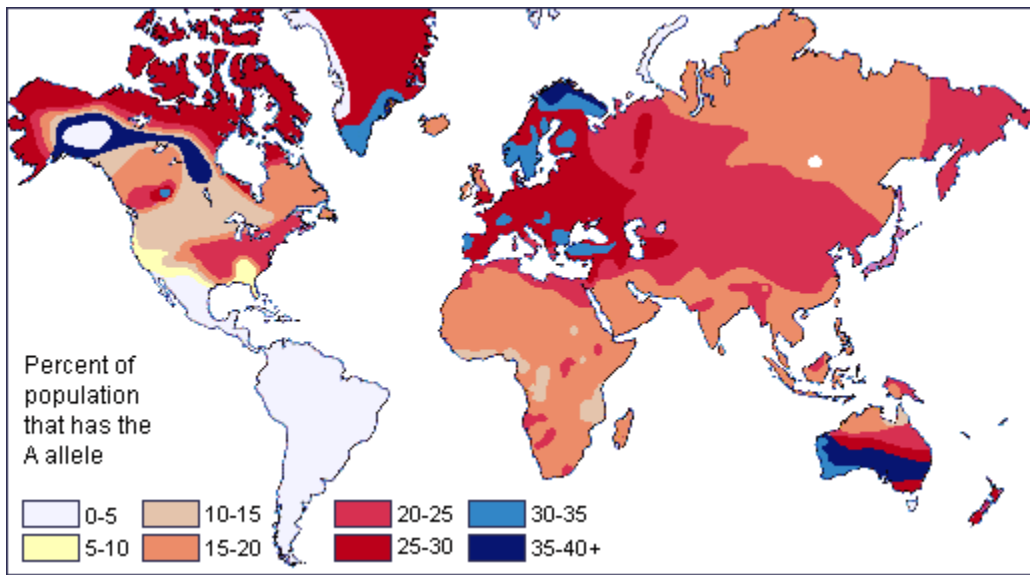 Percent of
population
that has the
A allele
0-5 10-15 20-25 30-35
5-10 15-20 25-30 35-40+